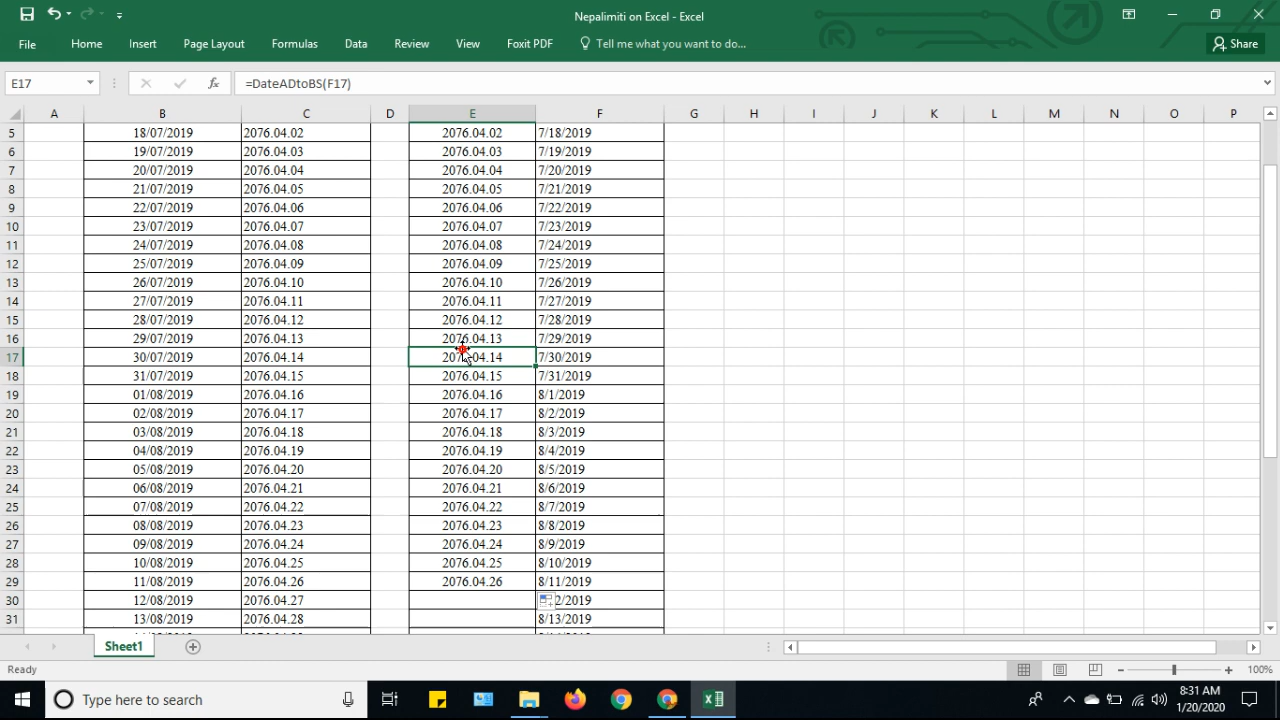 Nepalimiti on Excel - Excel
File Home Insert Page Layout Formulas Data Review View Foxit PDF Tell me what you want to do... Share
E17 fx =DateADtoBS(F17)
A B C D E F G H I J K L M N O P
5 18/07/2019 2076.04.02 2076.04.02 7/18/2019
6 19/07/2019 2076.04.03 2076.04.03 7/19/2019
7 20/07/2019 2076.04.04 2076.04.04 7/20/2019
8 21/07/2019 2076.04.05 2076.04.05 7/21/2019
9 22/07/2019 2076.04.06 2076.04.06 7/22/2019
10 23/07/2019 2076.04.07 2076.04.07 7/23/2019
11 24/07/2019 2076.04.08 2076.04.08 7/24/2019
12 25/07/2019 2076.04.09 2076.04.09 7/25/2019
13 26/07/2019 2076.04.10 2076.04.10 7/26/2019
14 27/07/2019 2076.04.11 2076.04.11 7/27/2019
15 28/07/2019 2076.04.12 2076.04.12 7/28/2019
16 29/07/2019 2076.04.13 2076.04.13 7/29/2019
17 30/07/2019 2076.04.14 2076.04.14 7/30/2019
18 31/07/2019 2076.04.15 2076.04.15 7/31/2019
19 01/08/2019 2076.04.16 2076.04.16 8/1/2019
20 02/08/2019 2076.04.17 2076.04.17 8/2/2019
21 03/08/2019 2076.04.18 2076.04.18 8/3/2019
22 04/08/2019 2076.04.19 2076.04.19 8/4/2019
23 05/08/2019 2076.04.20 2076.04.20 8/5/2019
24 06/08/2019 2076.04.21 2076.04.21 8/6/2019
25 07/08/2019 2076.04.22 2076.04.22 8/7/2019
26 08/08/2019 2076.04.23 2076.04.23 8/8/2019
27 09/08/2019 2076.04.24 2076.04.24 8/9/2019
28 10/08/2019 2076.04.25 2076.04.25 8/10/2019
29 11/08/2019 2076.04.26 2076.04.26 8/11/2019
30 12/08/2019 2076.04.27 2/2019
31 13/08/2019 2076.04.28 8/13/2019
Sheet1
Ready 100%
Type here to search 8:31 AM
1/20/2020